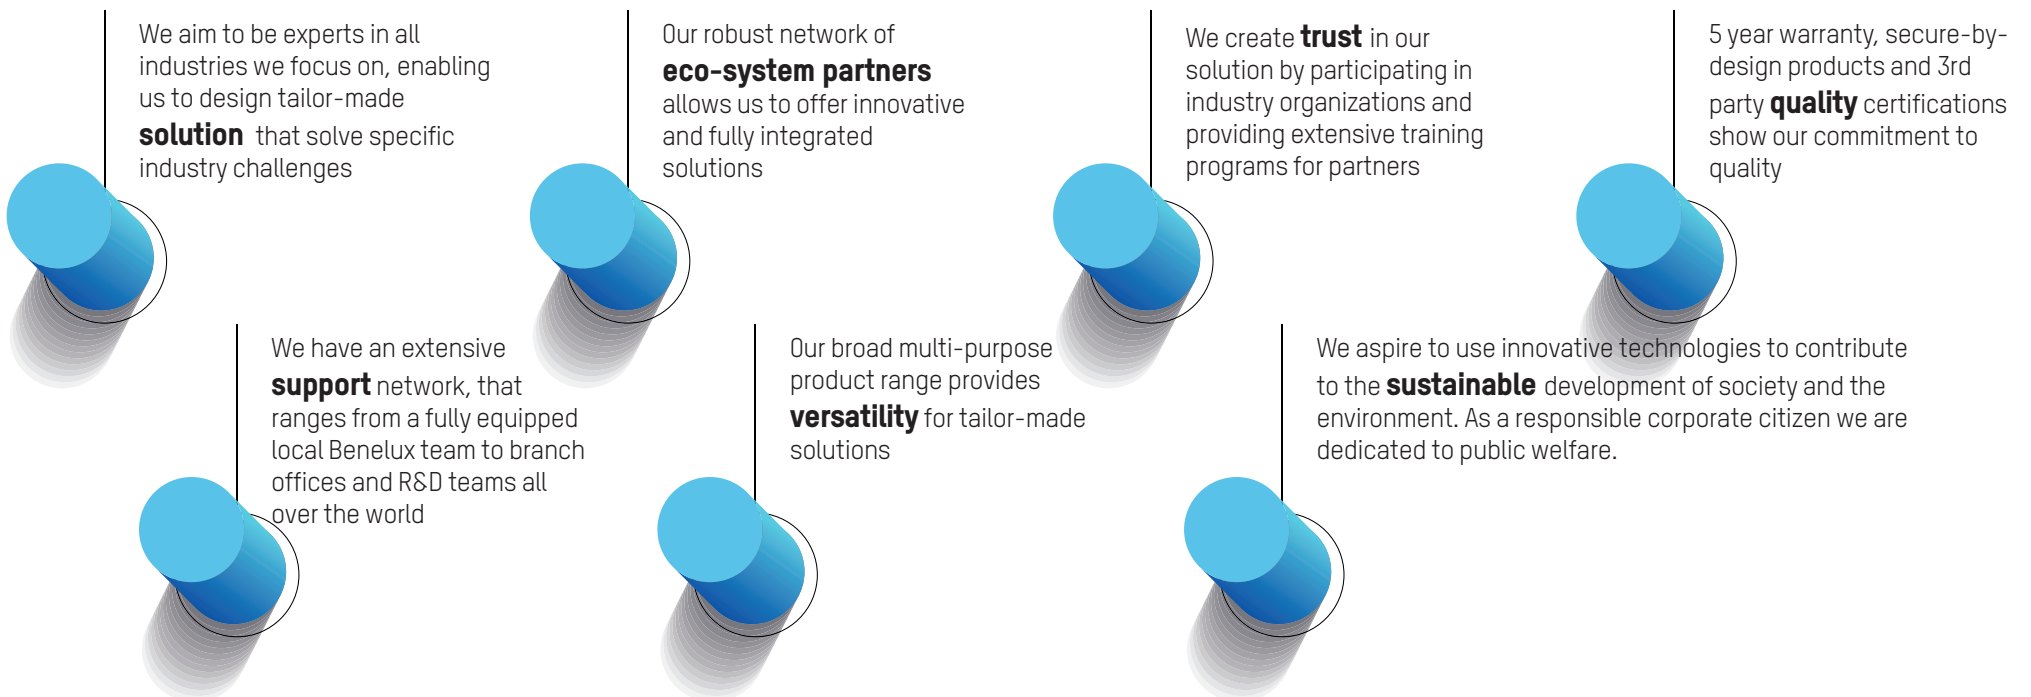 We aim to be experts in all
industries we focus on, enabling
us to design tailor-made
solution that solve specific
industry challenges
Our robust network of
eco-system partners
allows us to offer innovative
and fully integrated
solutions
We create trust in our
solution by participating in
industry organizations and
providing extensive training
programs for partners
5 year warranty, secure-by-
design products and 3rd
party quality certifications
show our commitment to
quality
We have an extensive
support network, that
ranges from a fully equipped
local Benelux team to branch
offices and R&D teams all
over the world
Our broad multi-purpose
product range provides
versatility for tailor-made
solutions
We aspire to use innovative technologies to contribute
to the sustainable development of society and the
environment. As a responsible corporate citizen we are
dedicated to public welfare.